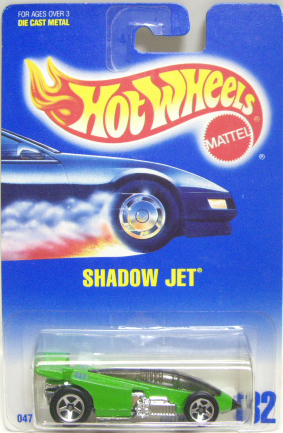 FOR AGES OVER 3
DIE CAST METAL
HOT WHEELS®
MATTEL
®
SHADOW JET®
047